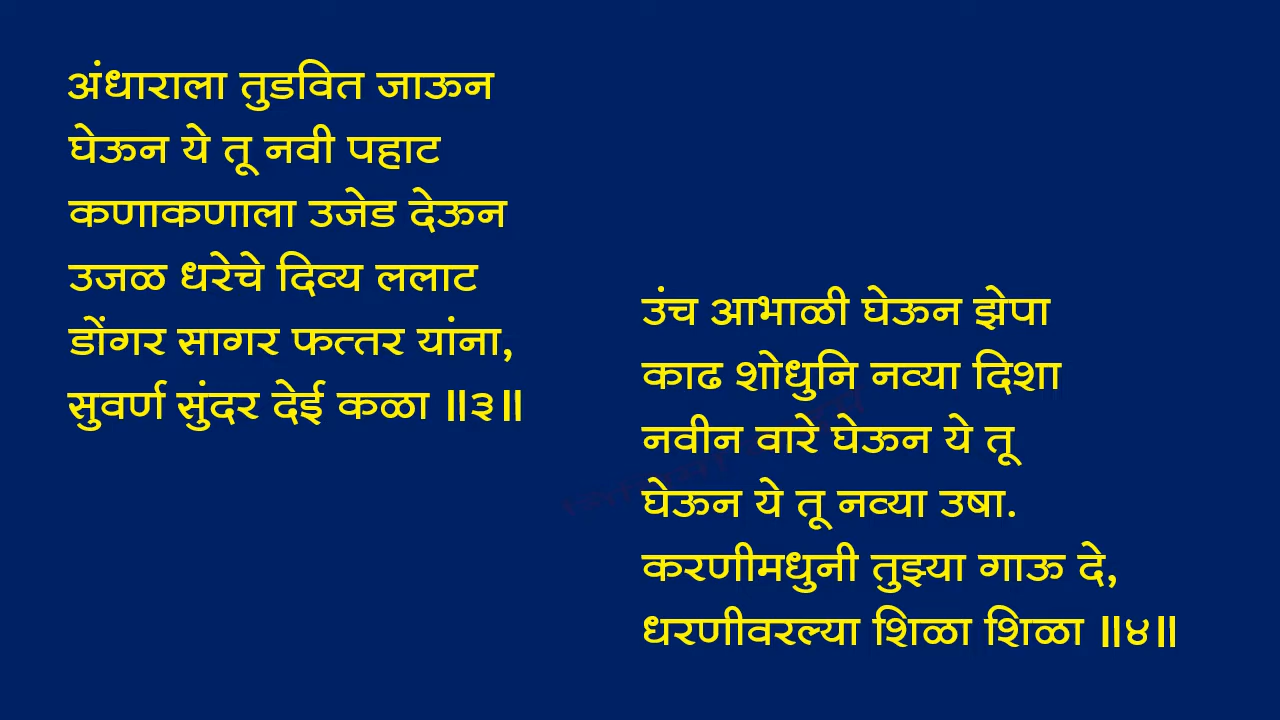 अंधाराला तुडवित जाऊन
घेऊन ये तू नवी पहाट
कणाकणाला उजेड देऊन
उजळ धरेचे दिव्य ललाट
डोंगर सागर फत्तर यांना,
सुवर्ण सुंदर देई कळा ॥३॥
उंच आभाळी घेऊन झेपा
काढ शोधुनि नव्या दिशा
नवीन वारे घेऊन ये तू
घेऊन ये तू नव्या उषा.
करणीमधुनी तुझ्या गाऊ दे,
धरणीवरल्या शिळा शिळा ॥४॥